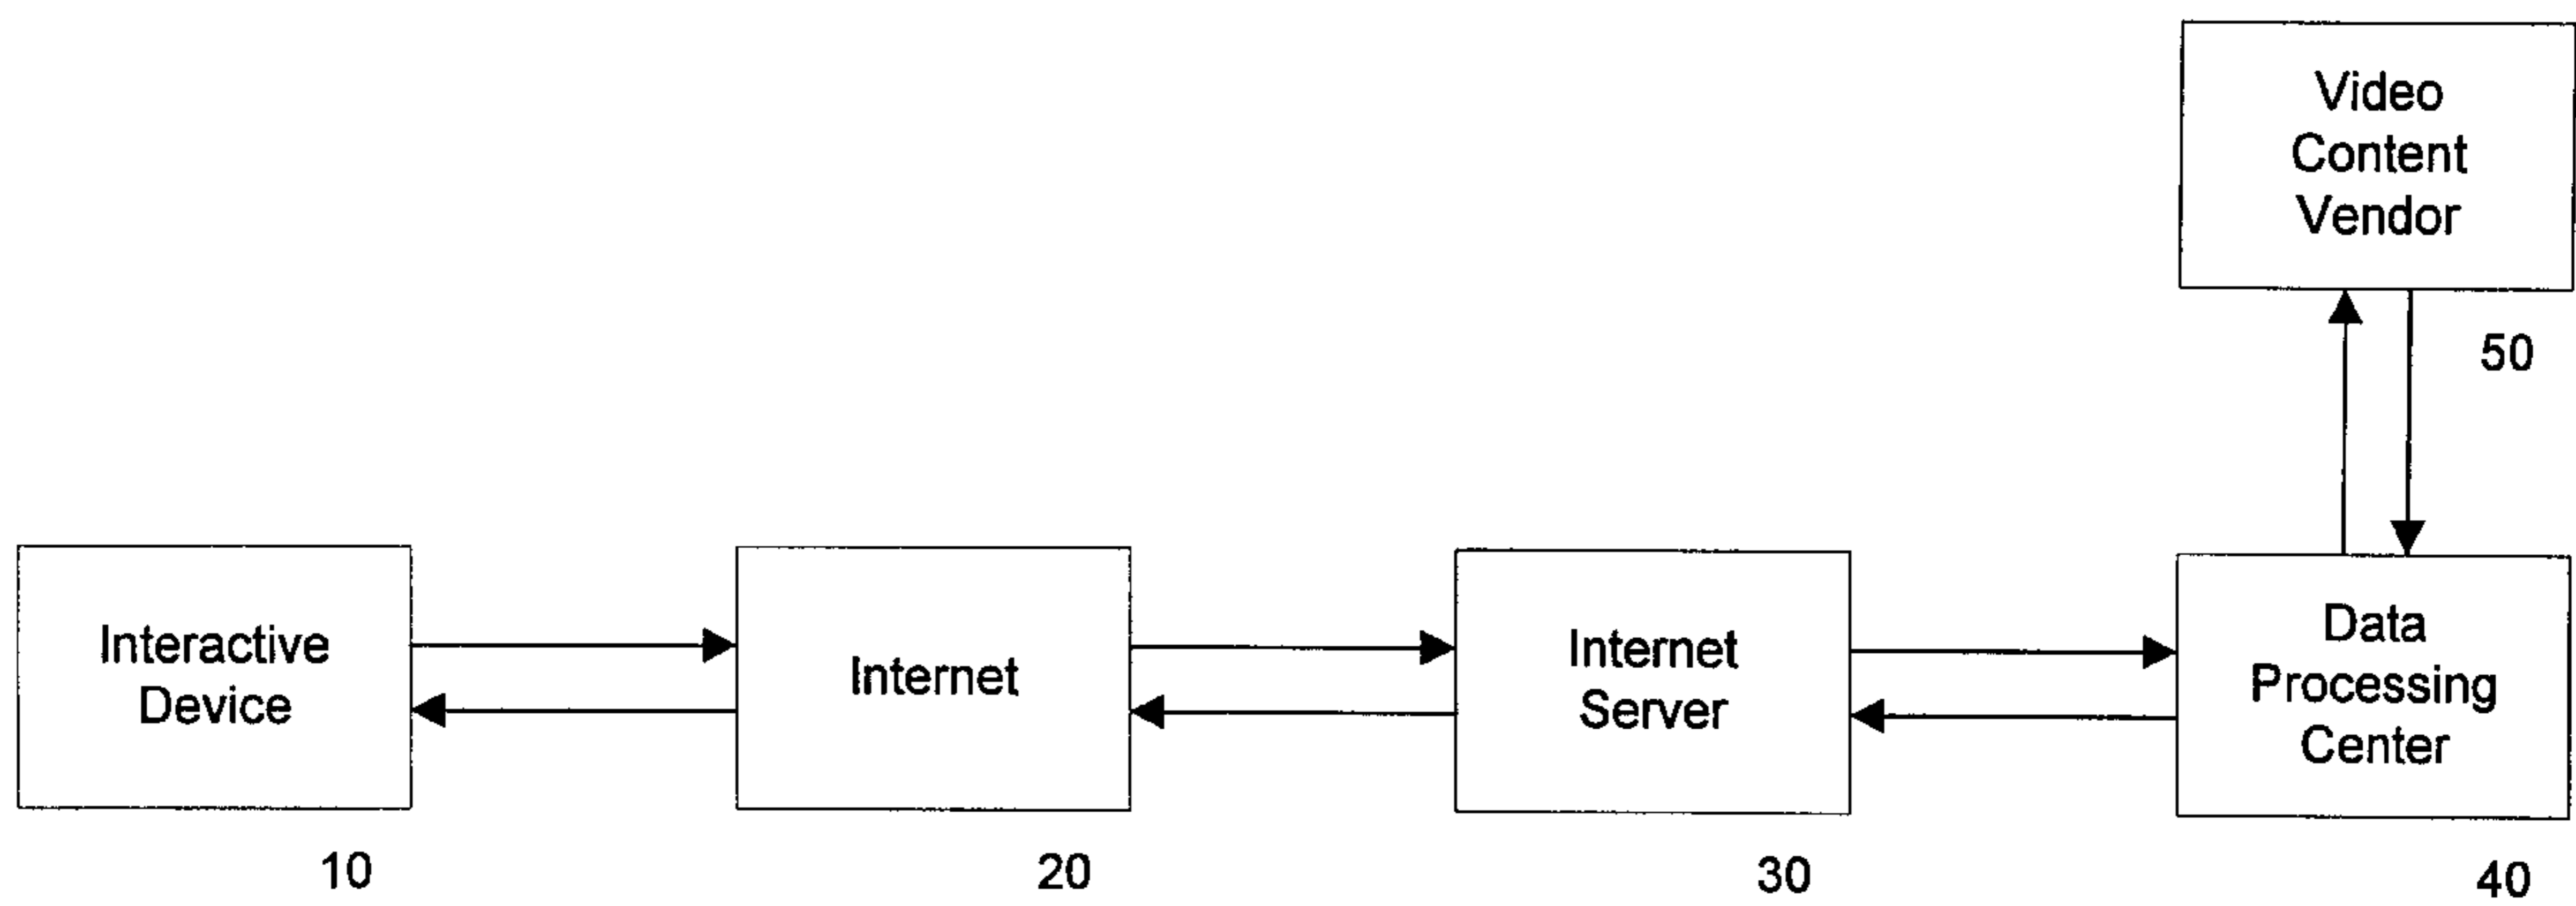 Video
Content
Vendor
50
Interactive
Device
Internet
Internet
Server
Data
Processing
Center
10
20
30
40